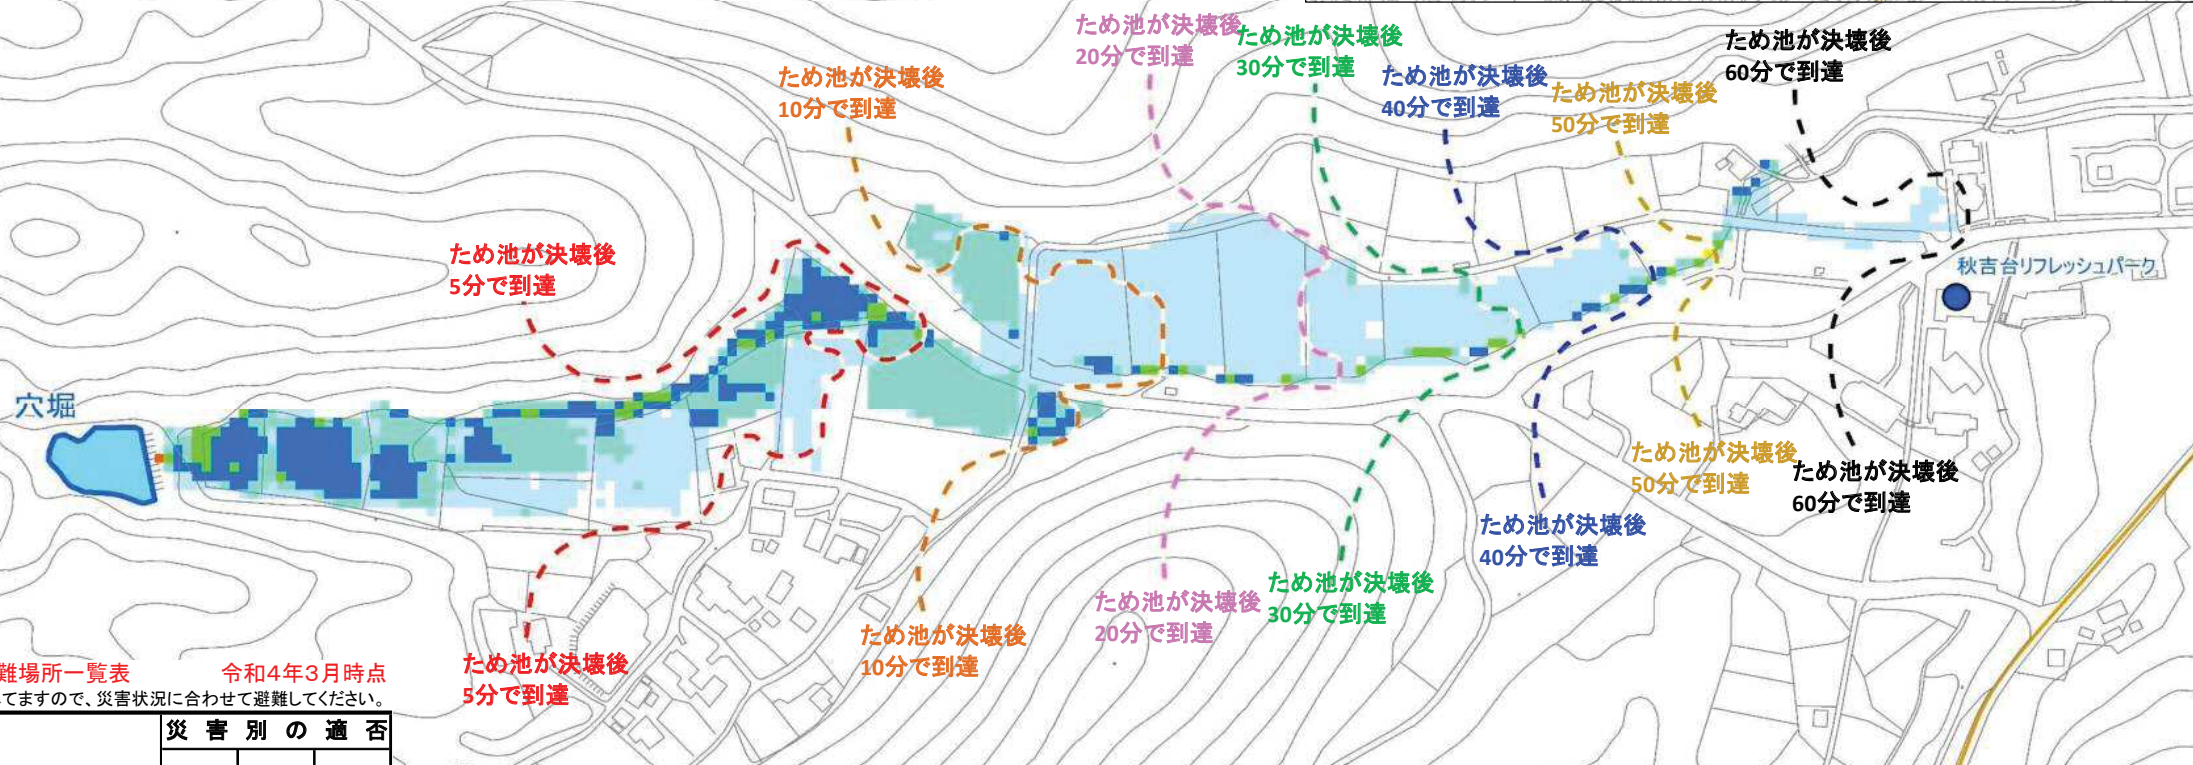 ため池が決壊後
20分で到達
ため池が決壊後
30分で到達
ため池が決壊後
60分で到達
ため池が決壊後
10分で到達
ため池が決壊後
40分で到達
ため池が決壊後
50分で到達
ため池が決壊後
5分で到達
秋吉台リフレッシュパーク
穴堀
ため池が決壊後
50分で到達
ため池が決壊後
60分で到達
ため池が決壊後
40分で到達
ため池が決壊後
30分で到達
ため池が決壊後
20分で到達
ため池が決壊後
10分で到達
ため池が決壊後
5分で到達
難場所一覧表 令和4年3月時点
てますので、災害状況に合わせて避難してください。
災害別の適否